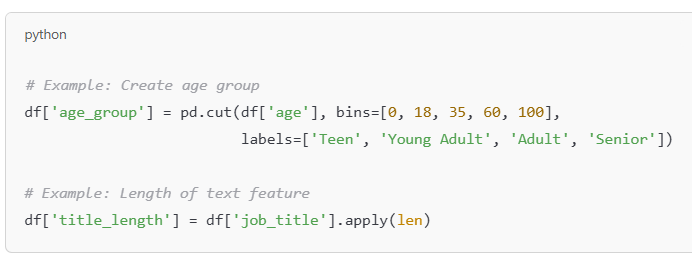 python
# Example: Create age group
df['age_group'] = pd.cut(df['age'], bins=[0, 18, 35, 60, 100],
                         labels=['Teen', 'Young Adult', 'Adult', 'Senior'])
# Example: Length of text feature
df['title_length'] = df['job_title'].apply(len)